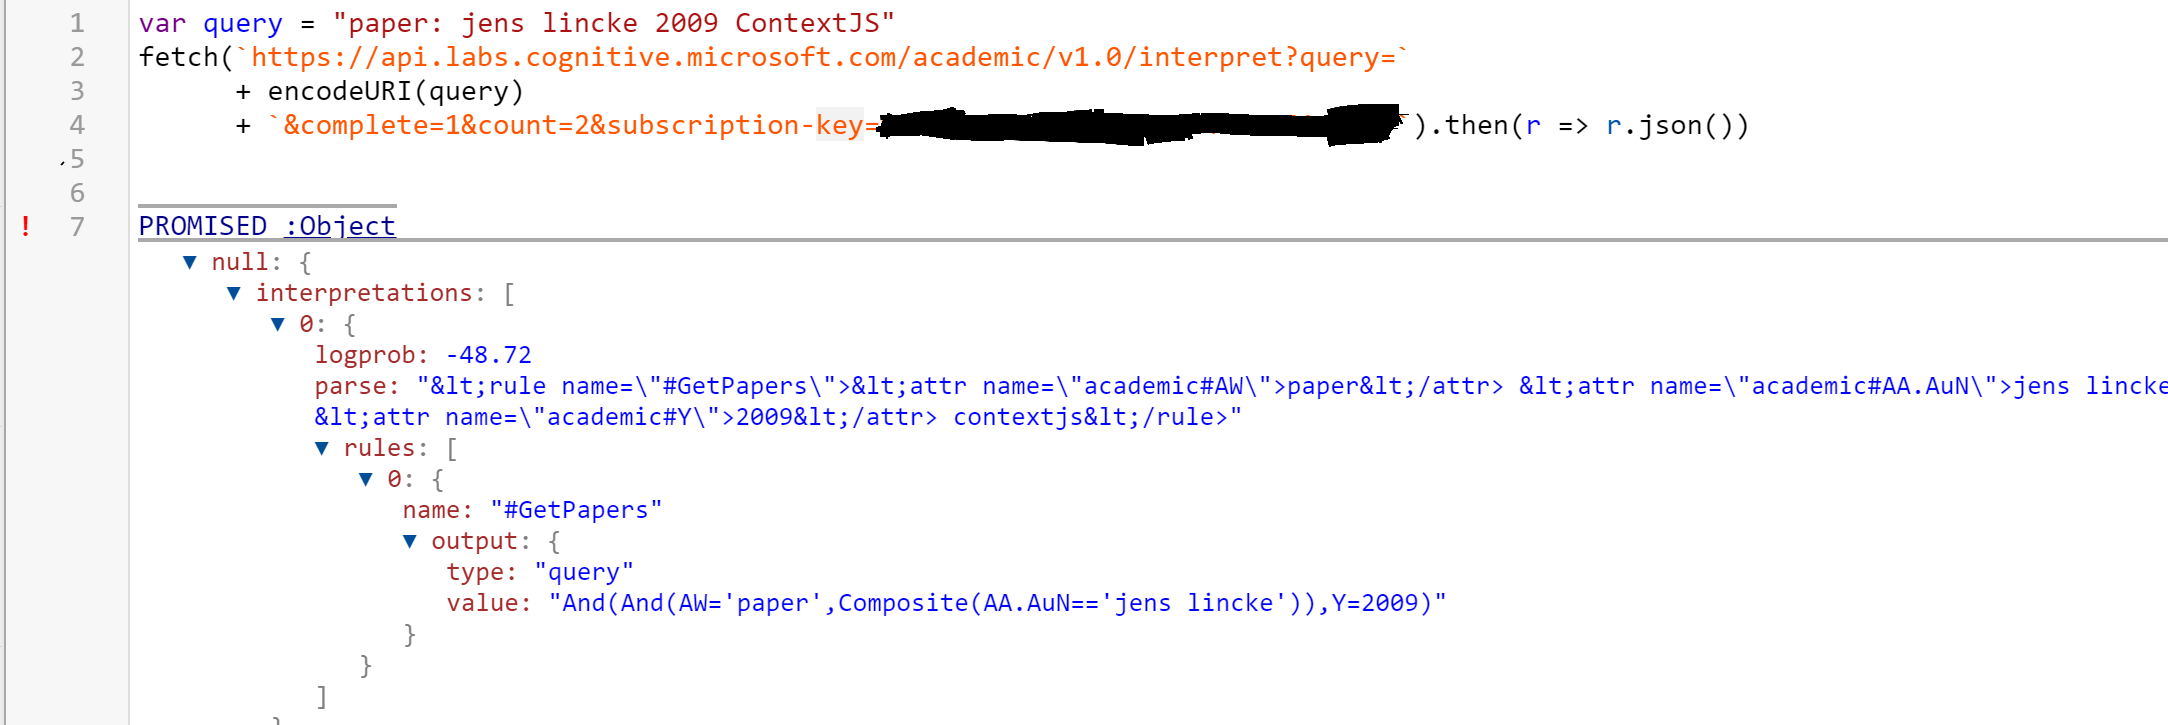 1 var query = "paper: jens lincke 2009 ContextJS"
2 fetch(`https://api.labs.cognitive.microsoft.com/academic/v1.0/interpret?query=`
3 + encodeURI(query)
4 + `&complete=1&count=2&subscription-key=`).then(r => r.json())
5
6
! 7 PROMISED :Object
▼ null: {
▼ interpretations: [
▼ 0: {
logprob: -48.72
parse: "&lt;rule name=\"#GetPapers\">&lt;attr name=\"academic#AW\">paper&lt;/attr> &lt;attr name=\"academic#AA.AuN\">jens lincke
&lt;attr name=\"academic#Y\">2009&lt;/attr> contextjs&lt;/rule>"
▼ rules: [
▼ 0: {
name: "#GetPapers"
▼ output: {
type: "query"
value: "And(And(AW='paper',Composite(AA.AuN=='jens lincke')),Y=2009)"
}
}
]
}